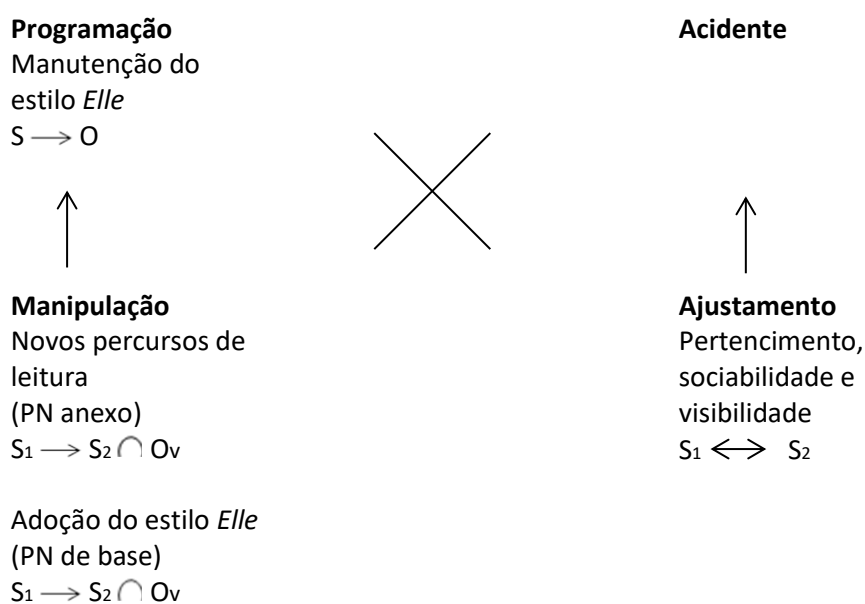 Programação
Manutenção do
estilo Elle
S → O
Acidente
Manipulação
Novos percursos de
leitura
(PN anexo)
S1 → S2 ∩ Ov
Adoção do estilo Elle
(PN de base)
S1 → S2 ∩ Ov
Ajustamento
Pertencimento,
sociabilidade e
visibilidade
S1 ↔ S2